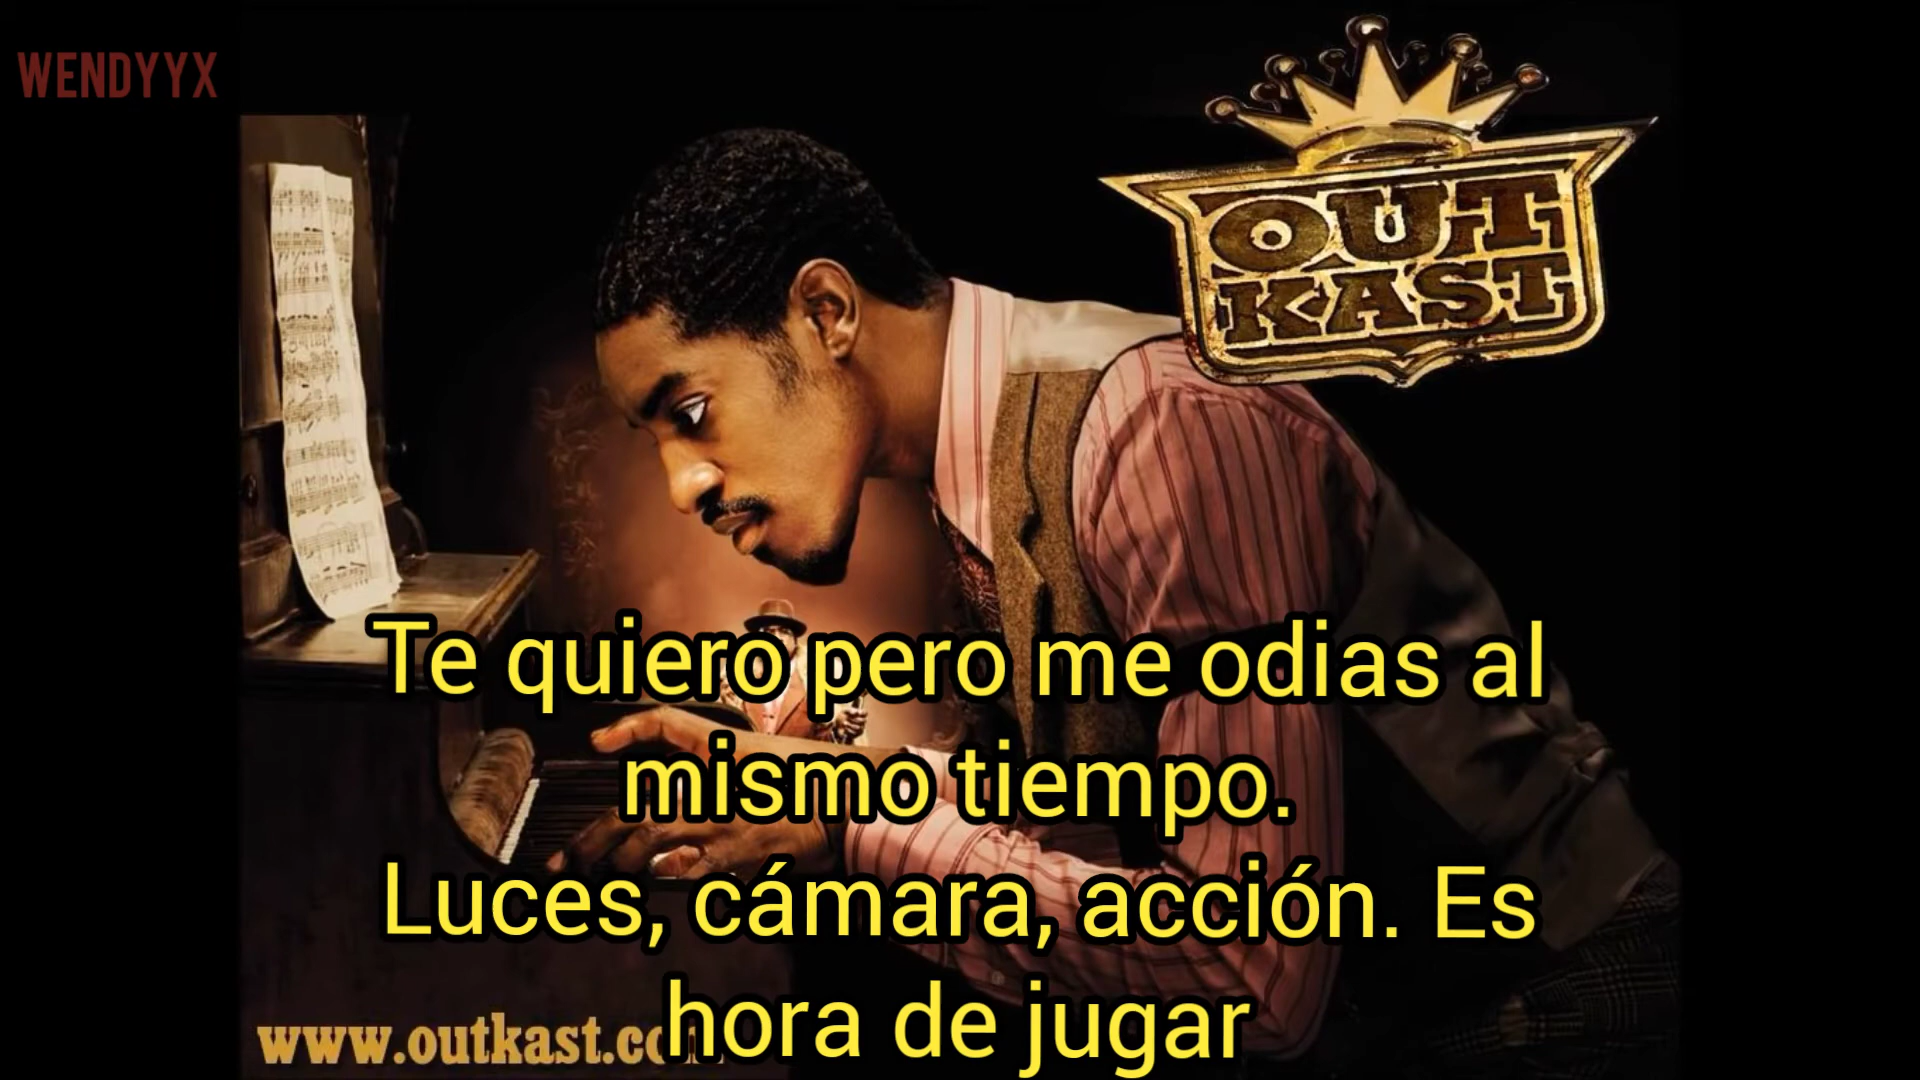 WENDYYX
OUT
KAST
Te quiero pero me odias al
mismo tiempo.
Luces, cámara, acción. Es
hora de jugar
www.outkast.co